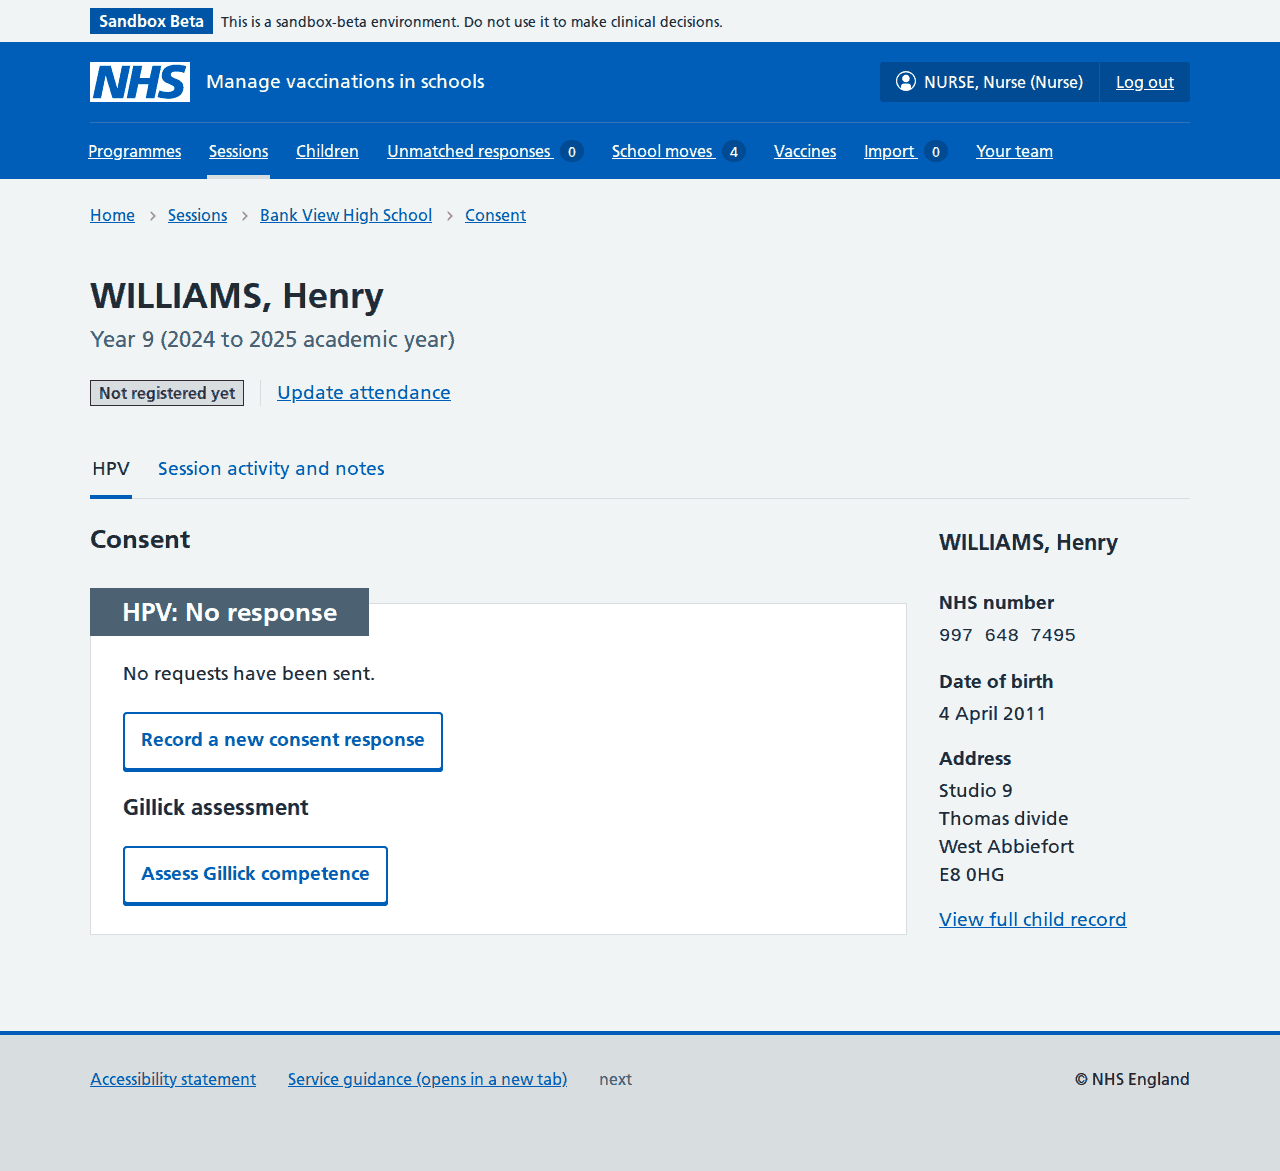 Sandbox Beta This is a sandbox-beta environment. Do not use it to make clinical decisions.
NHS Manage vaccinations in schools NURSE, Nurse (Nurse) Log out
Programmes Sessions Children Unmatched responses 0 School moves 4 Vaccines Import 0 Your team
Home Sessions Bank View High School Consent
WILLIAMS, Henry
Year 9 (2024 to 2025 academic year)
Not registered yet Update attendance
HPV Session activity and notes
Consent
HPV: No response
No requests have been sent.
Record a new consent response
Gillick assessment
Assess Gillick competence
WILLIAMS, Henry
NHS number
997 648 7495
Date of birth
4 April 2011
Address
Studio 9
Thomas divide
West Abbiefort
E8 0HG
View full child record
Accessibility statement Service guidance (opens in a new tab) next © NHS England